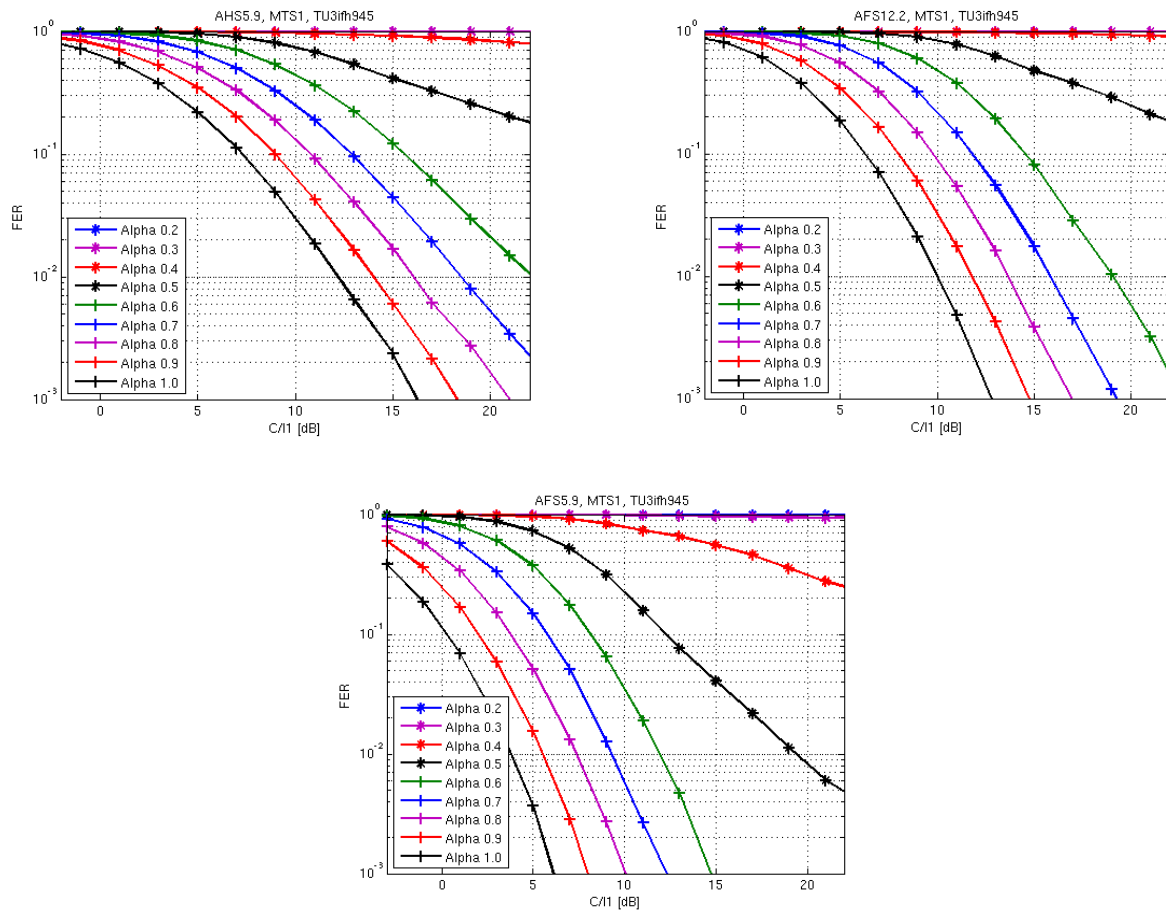 AHS5.9, MTS1, TU3ifh945
10^0
10^-1
10^-2
10^-3
FER
Alpha 0.2
Alpha 0.3
Alpha 0.4
Alpha 0.5
Alpha 0.6
Alpha 0.7
Alpha 0.8
Alpha 0.9
Alpha 1.0
0 5 10 15 20
C/I1 [dB]
AFS12.2, MTS1, TU3ifh945
10^0
10^-1
10^-2
10^-3
FER
Alpha 0.2
Alpha 0.3
Alpha 0.4
Alpha 0.5
Alpha 0.6
Alpha 0.7
Alpha 0.8
Alpha 0.9
Alpha 1.0
0 5 10 15 20
C/I1 [dB]
AFS5.9, MTS1, TU3ifh945
10^0
10^-1
10^-2
10^-3
FER
Alpha 0.2
Alpha 0.3
Alpha 0.4
Alpha 0.5
Alpha 0.6
Alpha 0.7
Alpha 0.8
Alpha 0.9
Alpha 1.0
0 5 10 15 20
C/I1 [dB]